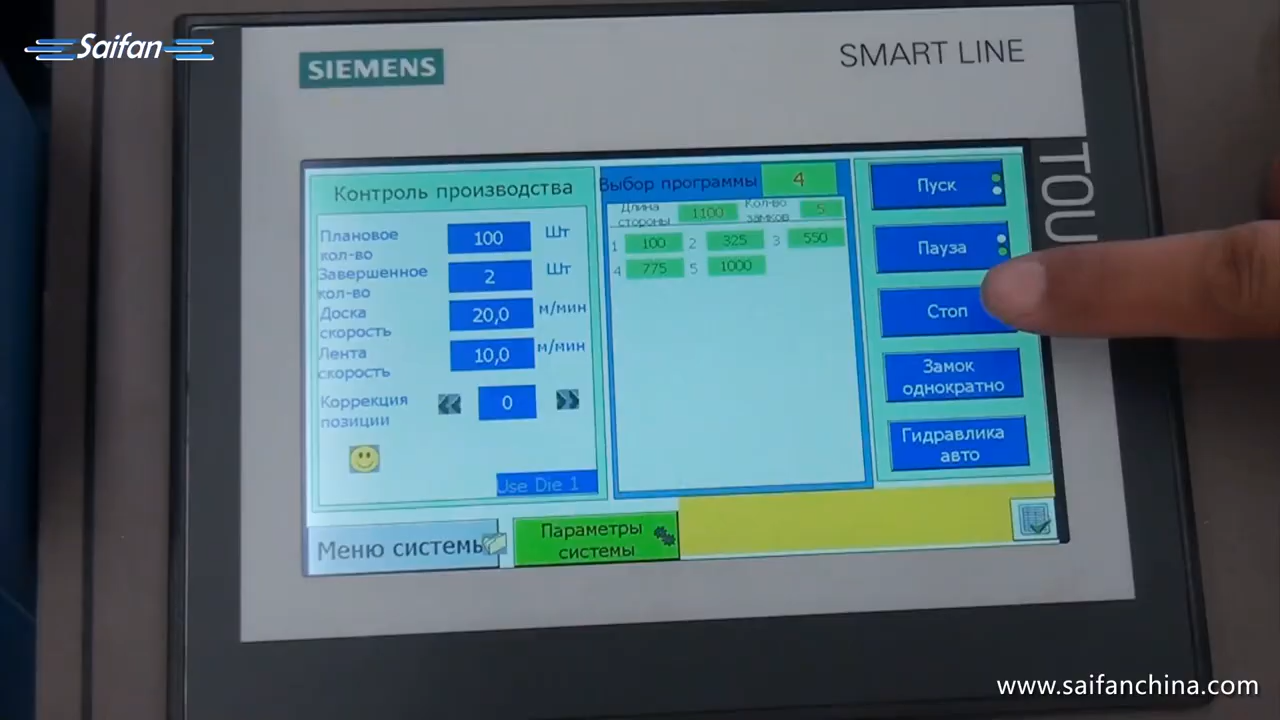 Saifan
SIEMENS
SMART LINE
TOU
Контроль производства
Плановое
кол-во
100
Шт
Завершенное
кол-во
2
Шт
Доска
скорость
20,0
м/мин
Лента
скорость
10,0
м/мин
Коррекция
позиции
0
Use Die 1
Выбор программы
4
Длина
стороны
1100
Кол-во
замков
5
1 100 2 325 3 550
4 775 5 1000
Пуск
Пауза
Стоп
Замок
однократно
Гидравлика
авто
Меню системы
Параметры
системы
www.saifanchina.com